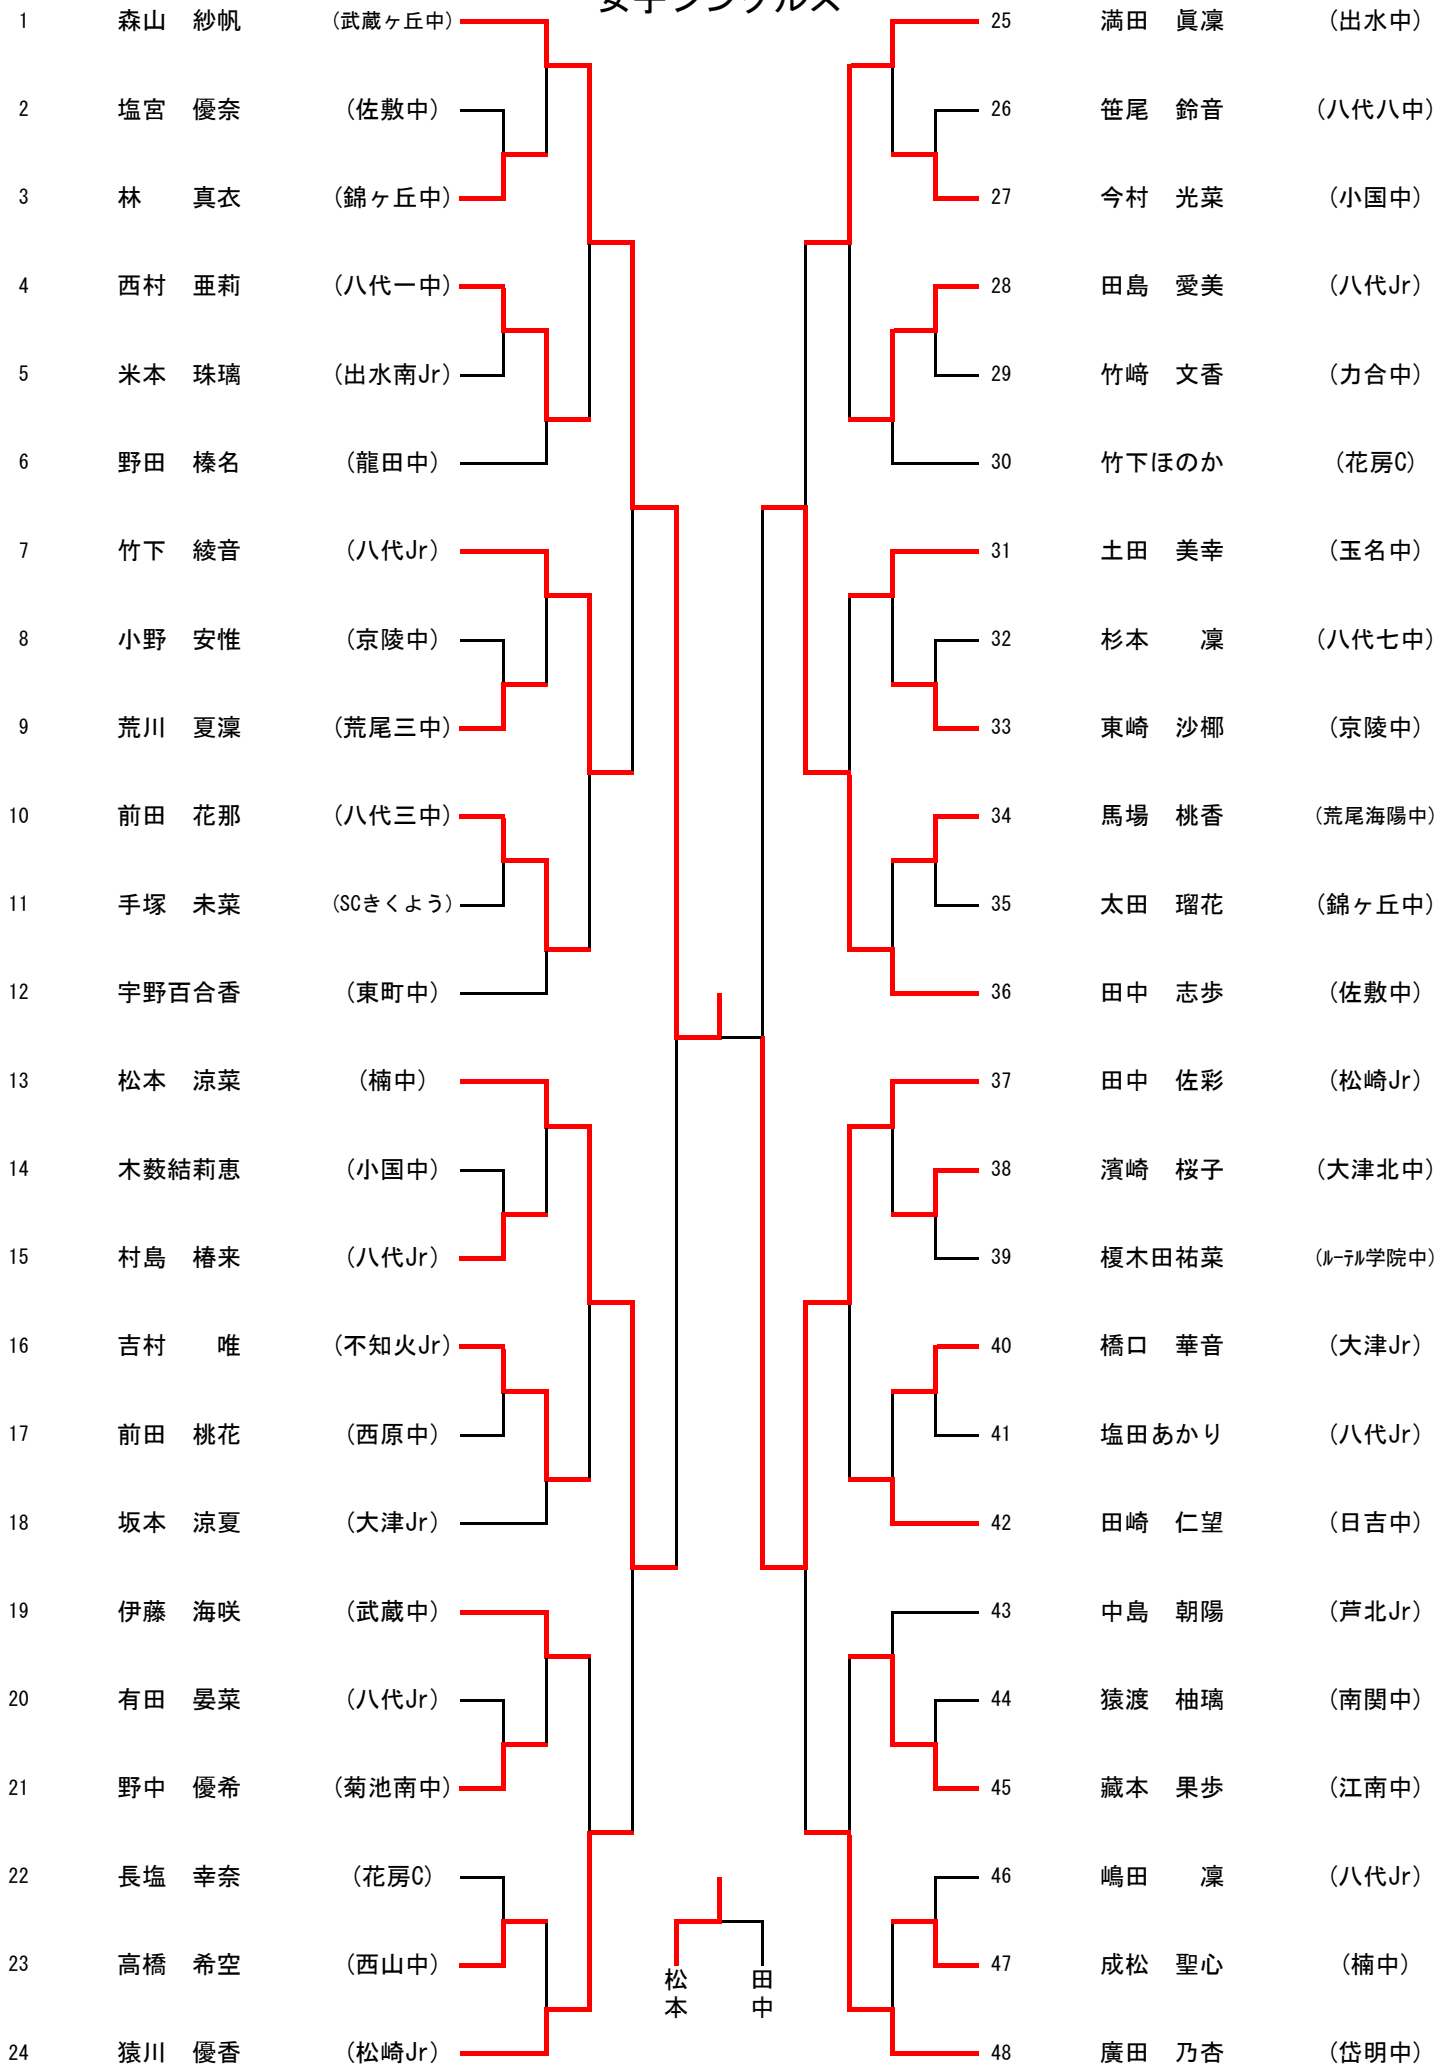 女子シングルス
1 森山 紗帆 (武蔵ヶ丘中)
2 塩宮 優奈 (佐敷中)
3 林 真衣 (錦ヶ丘中)
4 西村 亜莉 (八代一中)
5 米本 珠璃 (出水南Jr)
6 野田 榛名 (龍田中)
7 竹下 綾音 (八代Jr)
8 小野 安惟 (京陵中)
9 荒川 夏凜 (荒尾三中)
10 前田 花那 (八代三中)
11 手塚 未菜 (SCきくよう)
12 宇野百合香 (東町中)
13 松本 涼菜 (楠中)
14 木薮結莉恵 (小国中)
15 村島 椿来 (八代Jr)
16 吉村 唯 (不知火Jr)
17 前田 桃花 (西原中)
18 坂本 涼夏 (大津Jr)
19 伊藤 海咲 (武蔵中)
20 有田 晏菜 (八代Jr)
21 野中 優希 (菊池南中)
22 長塩 幸奈 (花房C)
23 高橋 希空 (西山中)
24 猿川 優香 (松崎Jr)
松本
田中
25 満田 眞凜 (出水中)
26 笹尾 鈴音 (八代八中)
27 今村 光菜 (小国中)
28 田島 愛美 (八代Jr)
29 竹﨑 文香 (力合中)
30 竹下ほのか (花房C)
31 土田 美幸 (玉名中)
32 杉本 凜 (八代七中)
33 東崎 沙椰 (京陵中)
34 馬場 桃香 (荒尾海陽中)
35 太田 瑠花 (錦ヶ丘中)
36 田中 志歩 (佐敷中)
37 田中 佐彩 (松崎Jr)
38 濱崎 桜子 (大津北中)
39 榎木田祐菜 (ﾙｰﾃﾙ学院中)
40 橋口 華音 (大津Jr)
41 塩田あかり (八代Jr)
42 田崎 仁望 (日吉中)
43 中島 朝陽 (芦北Jr)
44 猿渡 柚璃 (南関中)
45 藏本 果歩 (江南中)
46 嶋田 凜 (八代Jr)
47 成松 聖心 (楠中)
48 廣田 乃杏 (岱明中)